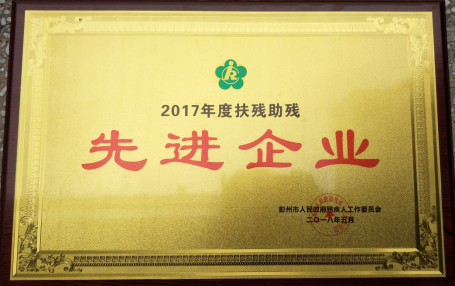 2017年度扶残助残
先进企业
彭州市人民政府残疾人工作委员会
二〇一八年五月